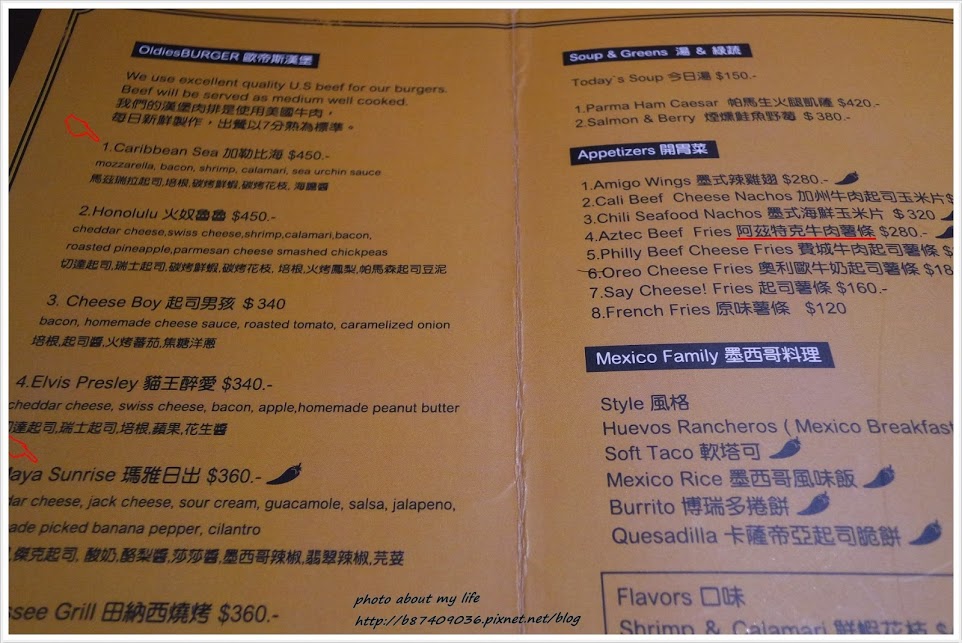 OldiesBURGER 歐帝斯漢堡
We use excellent quality U.S beef for our burgers.
Beef will be served as medium well cooked.
我們的漢堡肉排是使用美國牛肉，
每日新鮮製作，出餐以7分熟為標準。
1.Caribbean Sea 加勒比海 $450.-
mozzarella, bacon, shrimp, calamari, sea urchin sauce
馬茲瑞拉起司,培根,碳烤鮮蝦,碳烤花枝, 海膽醬
2.Honolulu 火奴魯魯 $450.-
cheddar cheese,swiss cheese,shrimp,calamari,bacon,
roasted pineapple,parmesan cheese smashed chickpeas
切達起司,瑞士起司,碳烤鮮蝦,碳烤花枝, 培根,火烤鳳梨,帕馬森起司豆泥
3. Cheese Boy 起司男孩 $340
bacon, homemade cheese sauce, roasted tomato, caramelized onion
培根,起司醬,火烤蕃茄,焦糖洋蔥
4.Elvis Presley 貓王醉愛 $340.-
cheddar cheese, swiss cheese, bacon, apple,homemade peanut butter
切達起司,瑞士起司,培根,蘋果,花生醬
Maya Sunrise 瑪雅日出 $360.-
dar cheese, jack cheese, sour cream, guacamole, salsa, jalapeno,
ade picked banana pepper, cilantro
傑克起司, 酸奶,酪梨醬,莎莎醬,墨西哥辣椒,翡翠辣椒,芫荽
ssee Grill 田納西燒烤 $360.-
Soup & Greens 湯 & 綠蔬
Today`s Soup 今日湯 $150.-
1.Parma Ham Caesar 帕馬生火腿凱薩 $420.-
2.Salmon & Berry 煙燻鮭魚野莓 $380.-
Appetizers 開胃菜
1.Amigo Wings 墨式辣雞翅 $280.-
2.Cali Beef Cheese Nachos 加州牛肉起司玉米片$
3.Chili Seafood Nachos 墨式海鮮玉米片 $320
4.Aztec Beef Fries 阿茲特克牛肉薯條 $280.-
5.Philly Beef Cheese Fries 費城牛肉起司薯條 $
6.Oreo Cheese Fries 奧利歐牛奶起司薯條 $18
7.Say Cheese! Fries 起司薯條 $160.-
8.French Fries 原味薯條 $120
Mexico Family 墨西哥料理
Style 風格
Huevos Rancheros ( Mexico Breakfast
Soft Taco 軟塔可
Mexico Rice 墨西哥風味飯
Burrito 博瑞多捲餅
Quesadilla 卡薩帝亞起司脆餅
Flavors 口味
Shrimp & Calamari 鮮蝦花枝 $
photo about my life
http://b87409036.pixnet.net/blog